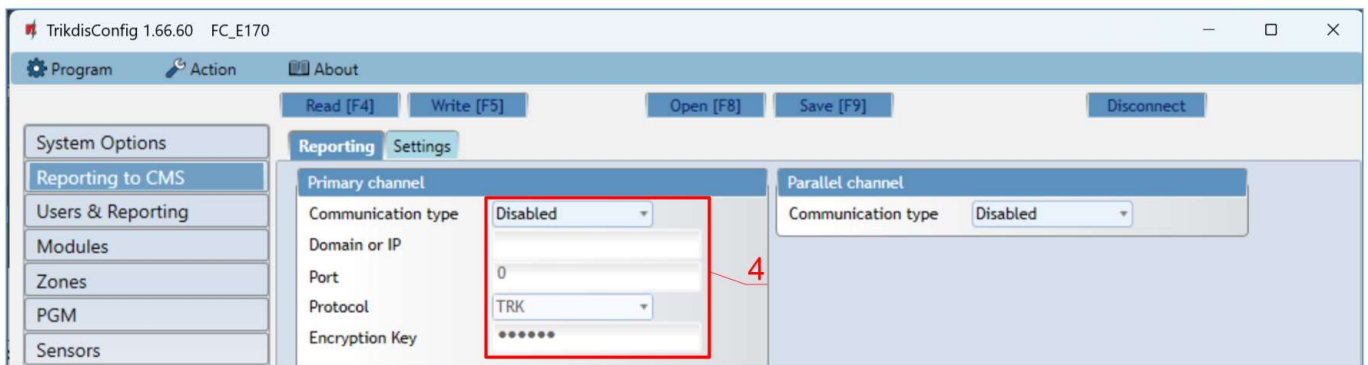 TrikdisConfig 1.66.60 FC_E170
Program Action About
Read [F4] Write [F5] Open [F8] Save [F9] Disconnect
System Options
Reporting to CMS
Users & Reporting
Modules
Zones
PGM
Sensors
Reporting Settings
Primary channel
Communication type Disabled
Domain or IP
Port 0
Protocol TRK
Encryption Key ••••••
4
Parallel channel
Communication type Disabled